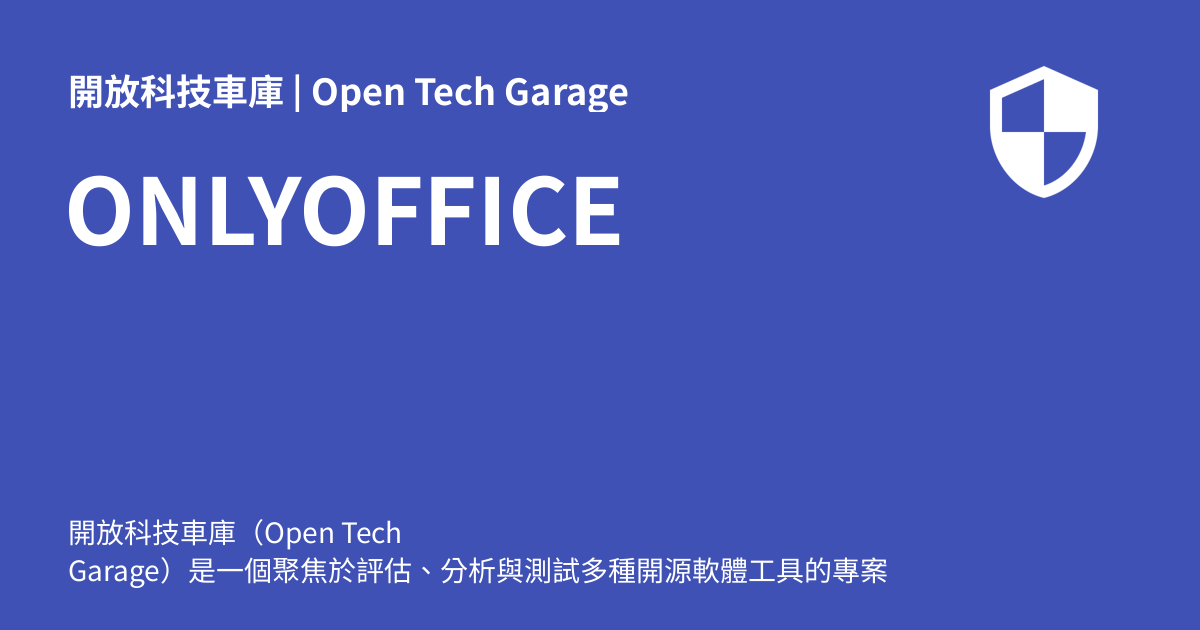 開放科技車庫 | Open Tech Garage
ONLYOFFICE
開放科技車庫（Open Tech
Garage）是一個聚焦於評估、分析與測試多種開源軟體工具的專案